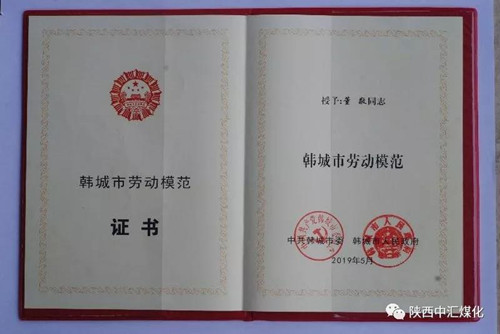 韩城市劳动模范
证书
授予:董 敬同志
韩城市劳动模范
中共韩城市委 韩城市人民政府
2019年5月
陕西中汇煤化